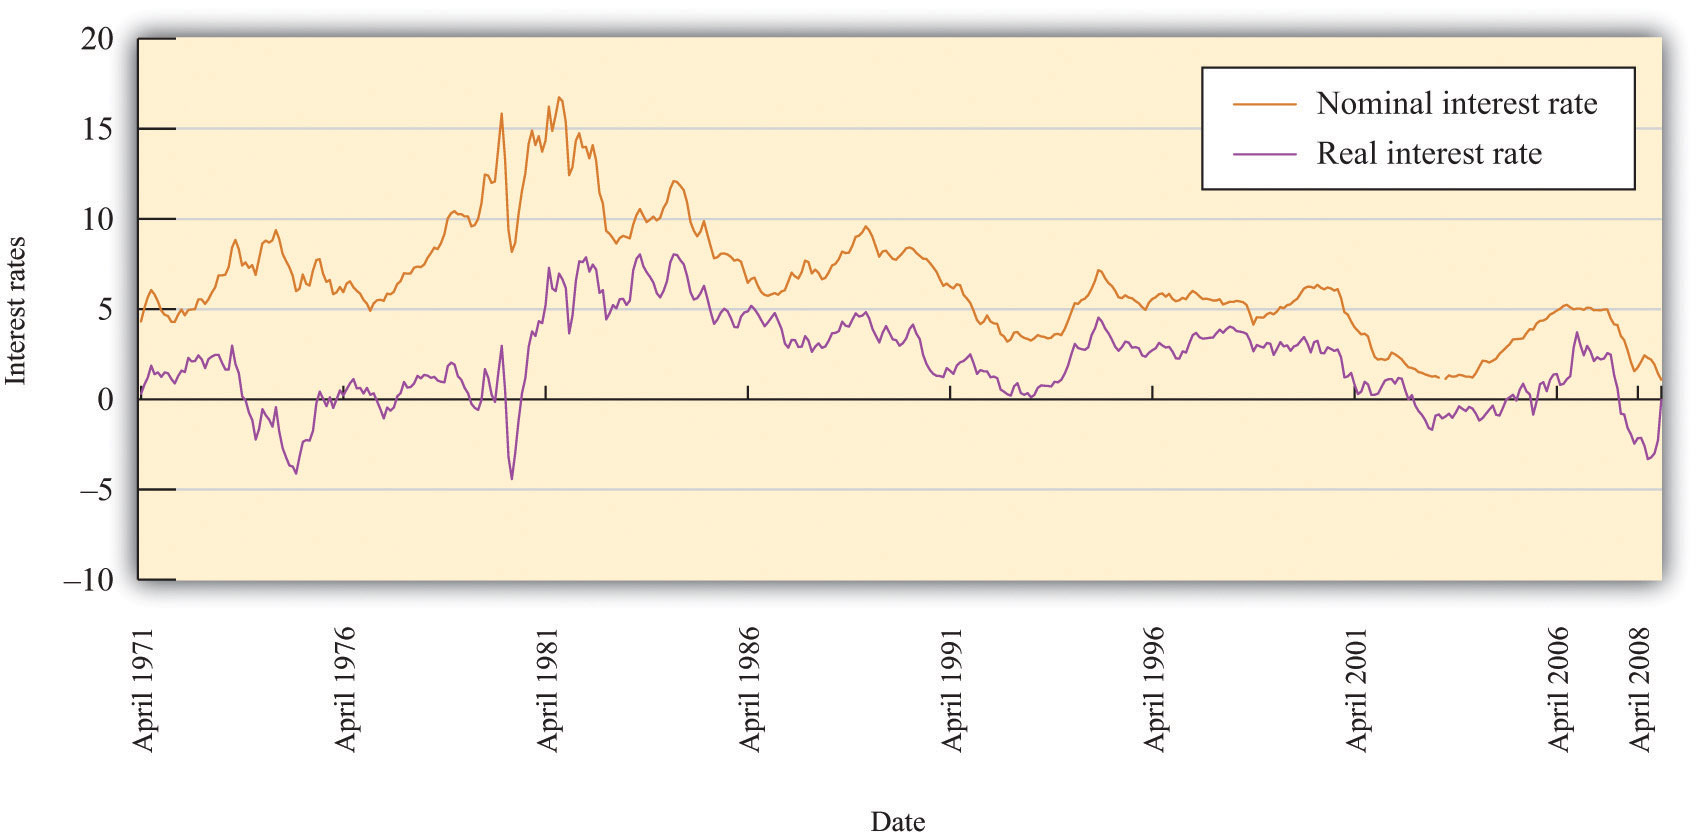 20
15
10
5
0
–5
–10
Interest rates
Nominal interest rate
Real interest rate
April 1971
April 1976
April 1981
April 1986
April 1991
April 1996
April 2001
April 2006
April 2008
Date